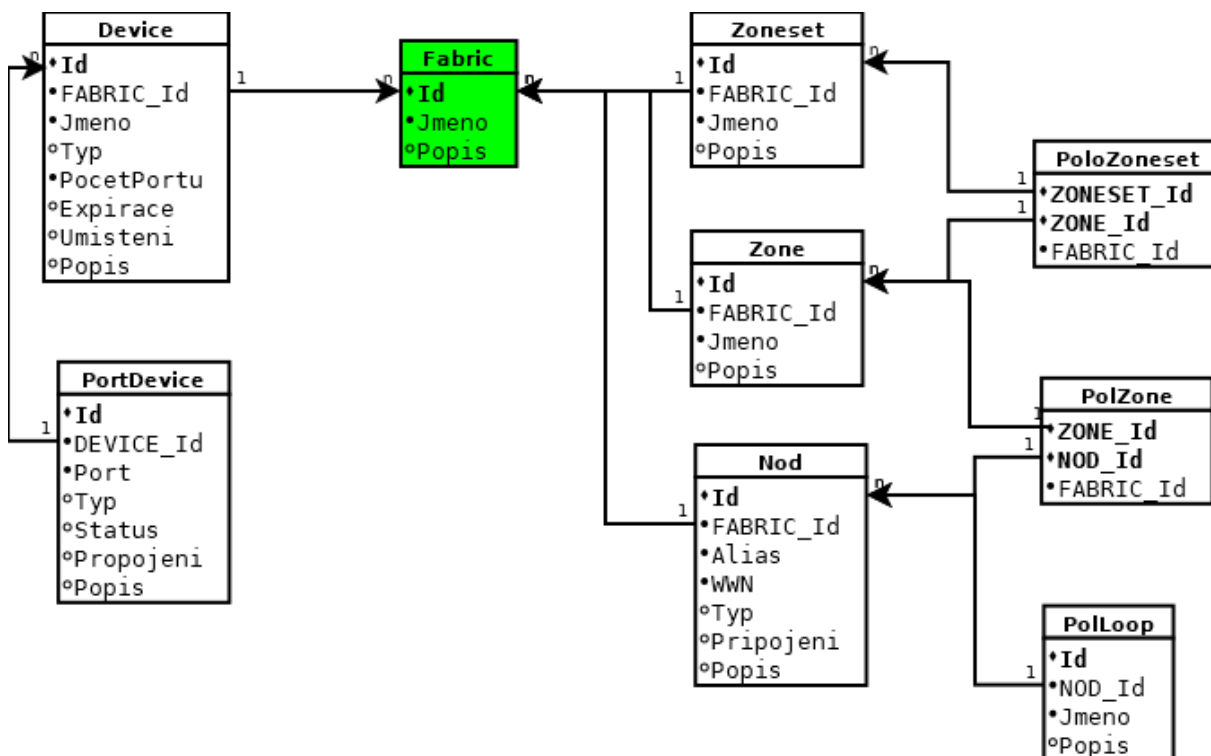 Device
Id
FABRIC_Id
Jmeno
Typ
PocetPortu
Expirace
Umisteni
Popis
n
1
n
Fabric
Id
Jmeno
Popis
n
1
Zoneset
Id
FABRIC_Id
Jmeno
Popis
n
PoloZoneset
ZONESET_Id
ZONE_Id
FABRIC_Id
1
1
Zone
Id
FABRIC_Id
Jmeno
Popis
n
1
PortDevice
Id
DEVICE_Id
Port
Typ
Status
Propojeni
Popis
1
PolZone
ZONE_Id
NOD_Id
FABRIC_Id
1
1
Nod
Id
FABRIC_Id
Alias
WWN
Typ
Pripojeni
Popis
n
1
PolLoop
Id
NOD_Id
Jmeno
Popis
1